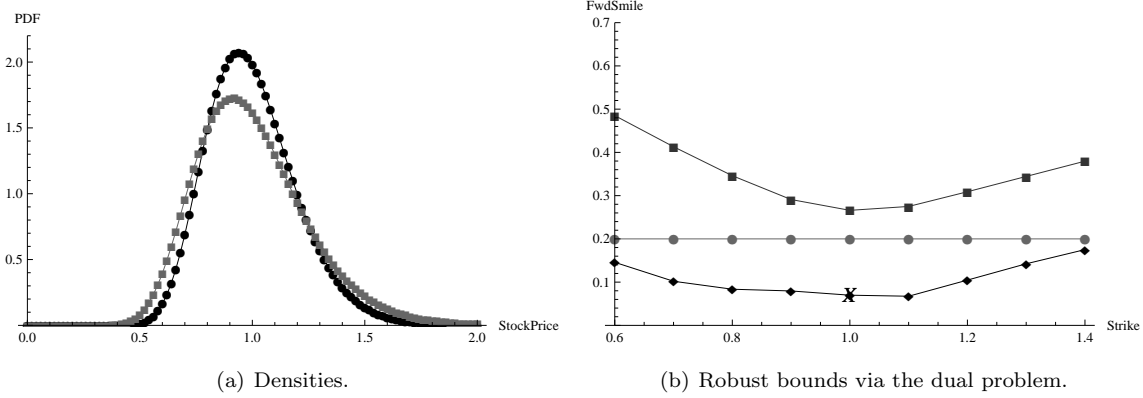 PDF
2.0
1.5
1.0
0.5
0.0 0.5 1.0 1.5 2.0
StockPrice
(a) Densities.
FwdSmile
0.7
0.6
0.5
0.4
0.3
0.2
0.1
X
0.6 0.8 1.0 1.2 1.4
Strike
(b) Robust bounds via the dual problem.